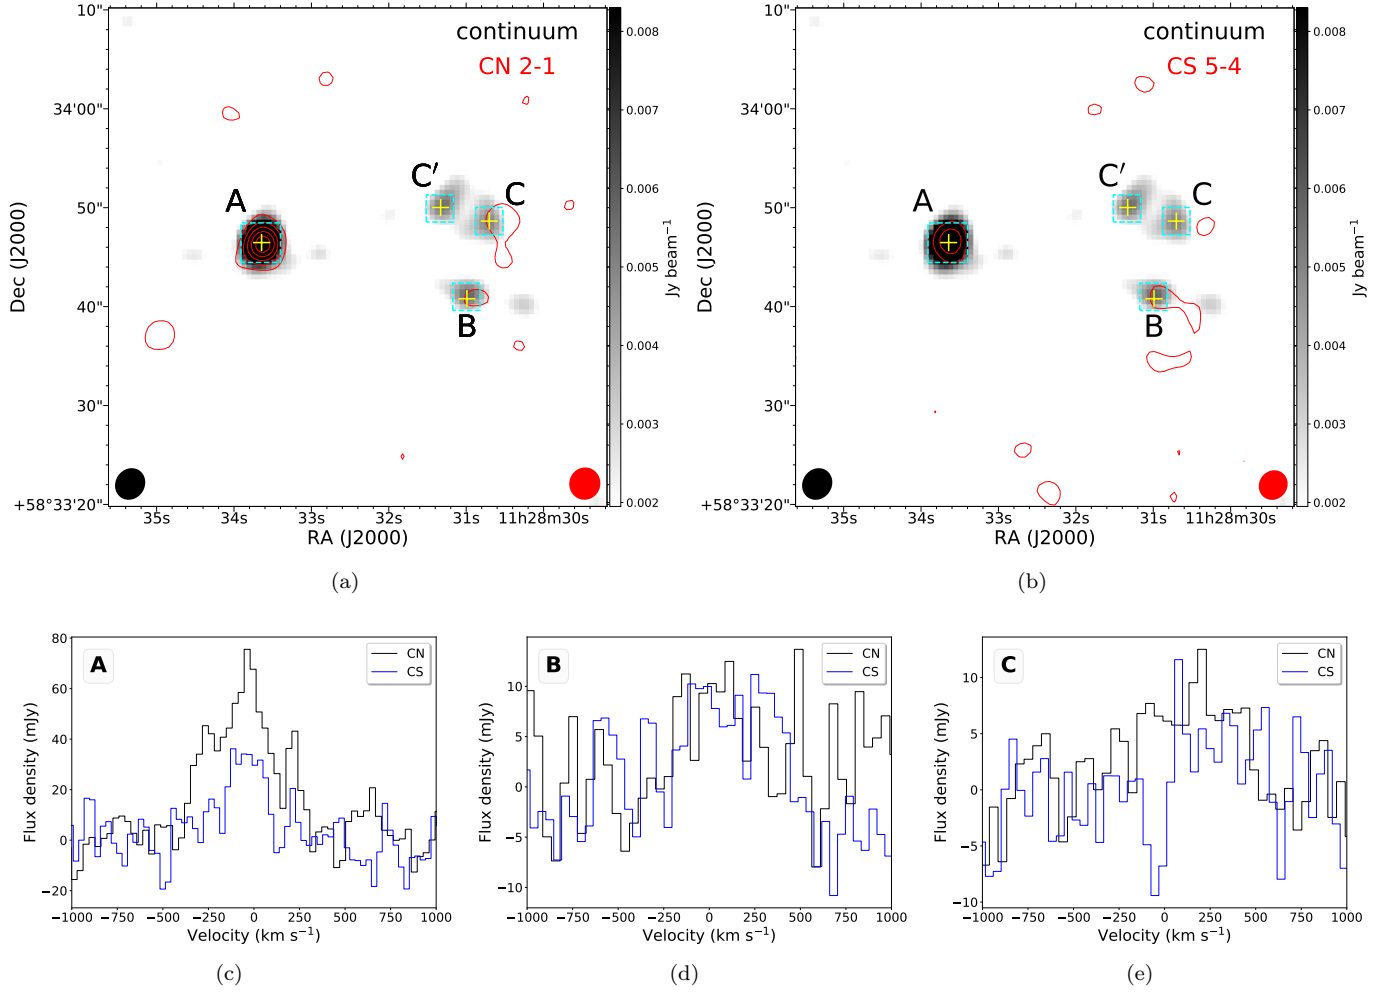 continuum
CN 2-1
A
C′
C
B
10"
34'00"
50"
40"
30"
+58°33'20"
Dec (J2000)
35s 34s 33s 32s 31s 11h28m30s
RA (J2000)
0.008
0.007
0.006
0.005
0.004
0.003
0.002
Jy beam⁻¹
(a)
continuum
CS 5-4
A
C′
C
B
10"
34'00"
50"
40"
30"
+58°33'20"
Dec (J2000)
35s 34s 33s 32s 31s 11h28m30s
RA (J2000)
0.008
0.007
0.006
0.005
0.004
0.003
0.002
Jy beam⁻¹
(b)
A
CN
CS
80
60
40
20
0
−20
Flux density (mJy)
−1000 −750 −500 −250 0 250 500 750 1000
Velocity (km s⁻¹)
(c)
B
CN
CS
10
5
0
−5
−10
Flux density (mJy)
−1000 −750 −500 −250 0 250 500 750 1000
Velocity (km s⁻¹)
(d)
C
CN
CS
10
5
0
−5
−10
Flux density (mJy)
−1000 −750 −500 −250 0 250 500 750 1000
Velocity (km s⁻¹)
(e)